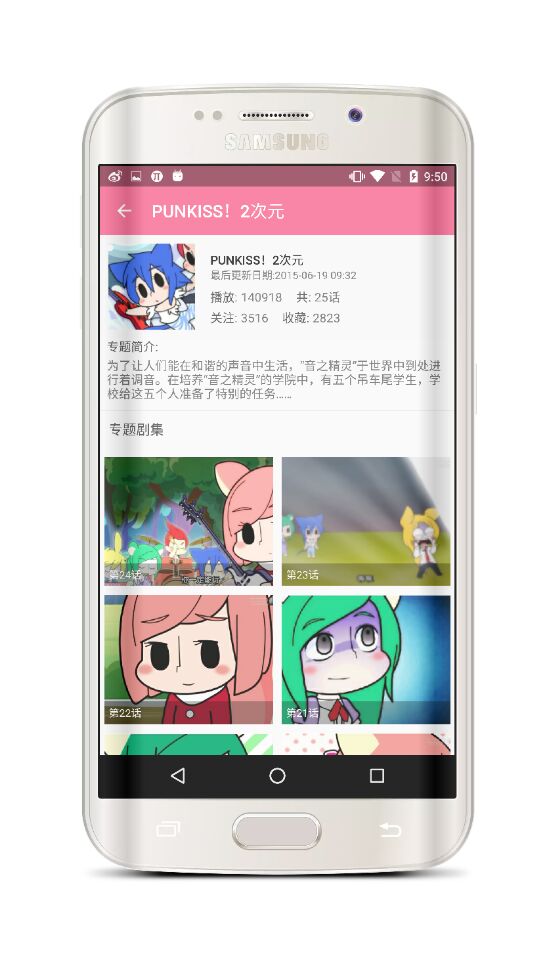 SAMSUNG
9:50
PUNKISS! 2次元
PUNKISS! 2次元
最后更新日期:2015-06-19 09:32
播放: 140918 共: 25话
关注: 3516 收藏: 2823
专题简介:
为了让人们能在和谐的声音中生活，”音之精灵”于世界中到处进
行着调音。在培养“音之精灵”的学院中，有五个吊车尾学生，学
校给这五个人准备了特别的任务……
专题剧集
第24话
第23话
第22话
第21话